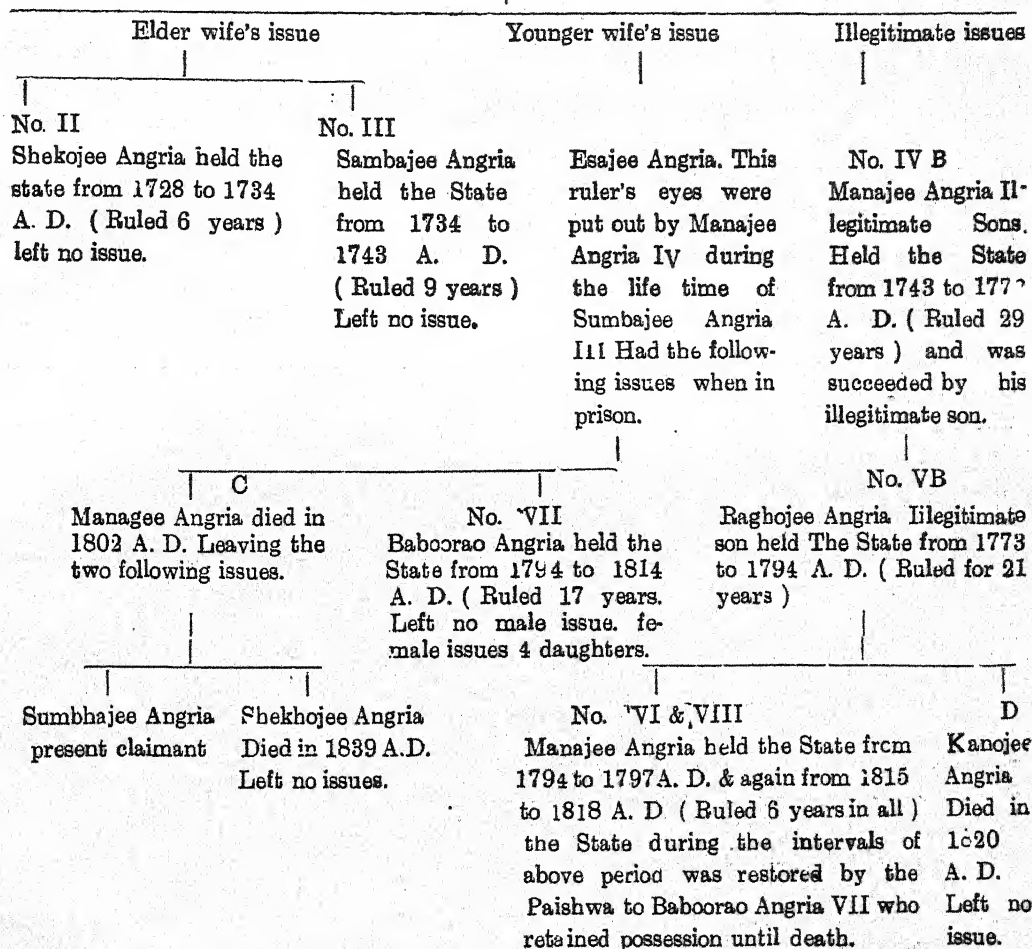 Elder wife's issue
Younger wife's issue
Illegitimate issues
No. II
Shekojee Angria held the
state from 1728 to 1734
A. D. ( Ruled 6 years )
left no issue.
No. III
Sambajee Angria
held the State
from 1734 to
1743 A. D.
( Ruled 9 years )
Left no issue.
Esajee Angria. This
ruler's eyes were
put out by Manajee
Angria IV during
the life time of
Sumbajee Angria
III Had the follow-
ing issues when in
prison.
No. IV B
Manajee Angria Il-
legitimate Sons.
Held the State
from 1743 to
A. D. ( Ruled 29
years ) and was
succeeded by his
illegitimate son.
C
Managee Angria died in
1802 A. D. Leaving the
two following issues.
No. VII
Baboorao Angria held the
State from 1794 to 1814
A. D. ( Ruled 17 years.
Left no male issue. fe-
male issues 4 daughters.
No. VB
Raghojee Angria Illegitimate
son held The State from 1773
to 1794 A. D. ( Ruled for 21
years )
Sumbhajee Angria
present claimant
Shekhojee Angria
Died in 1839 A.D.
Left no issues.
No. VI & VIII
Manajee Angria held the State from
1794 to 1797 A. D. & again from 1815
to 1818 A. D ( Ruled 6 years in all )
the State during the intervals of
above period was restored by the
Paishwa to Baboorao Angria VII who
retained possession until death.
D
Kanojee
Angria
Died in
A. D.
Left no
issue.